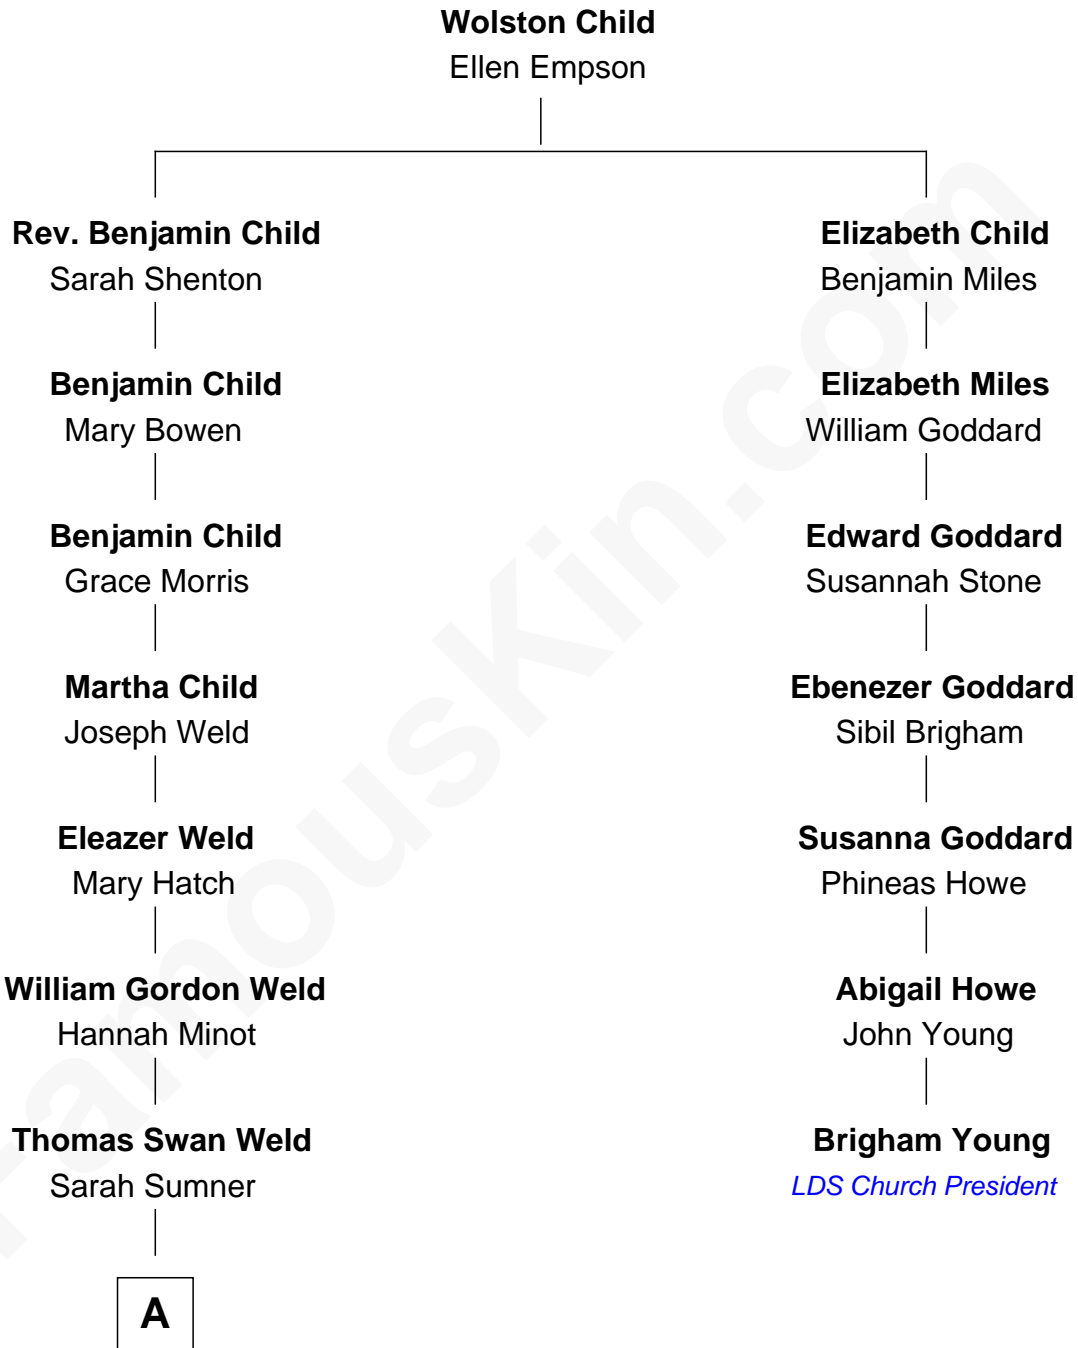 Wolston Child
Ellen Empson
Rev. Benjamin Child
Sarah Shenton
Benjamin Child
Mary Bowen
Benjamin Child
Grace Morris
Martha Child
Joseph Weld
Eleazer Weld
Mary Hatch
William Gordon Weld
Hannah Minot
Thomas Swan Weld
Sarah Sumner
A
Elizabeth Child
Benjamin Miles
Elizabeth Miles
William Goddard
Edward Goddard
Susannah Stone
Ebenezer Goddard
Sibil Brigham
Susanna Goddard
Phineas Howe
Abigail Howe
John Young
Brigham Young
LDS Church President
FamousKin.com